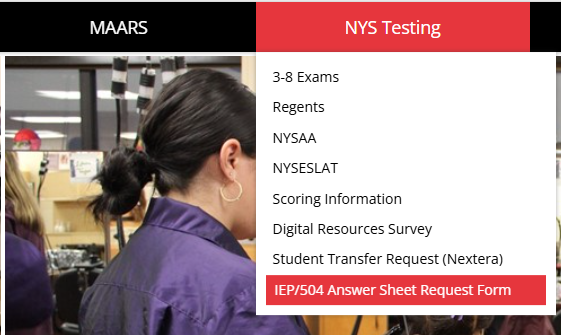 MAARS
NYS Testing
3-8 Exams
Regents
NYSAA
NYSESLAT
Scoring Information
Digital Resources Survey
Student Transfer Request (Nextera)
IEP/504 Answer Sheet Request Form